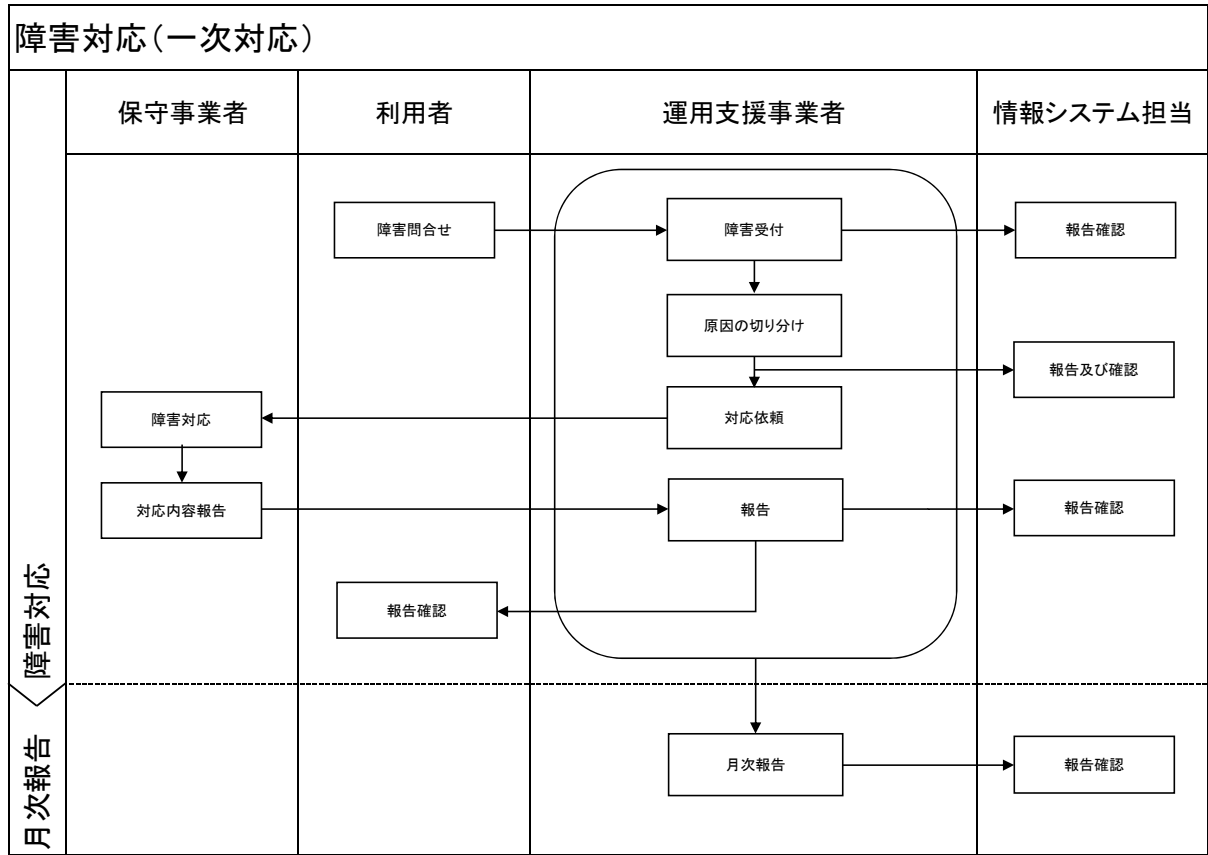 障害対応(一次対応)
保守事業者
利用者
運用支援事業者
情報システム担当
障害問合せ
障害受付
報告確認
原因の切り分け
報告及び確認
障害対応
対応依頼
対応内容報告
報告
報告確認
報告確認
障害対応
月次報告
月次報告
報告確認